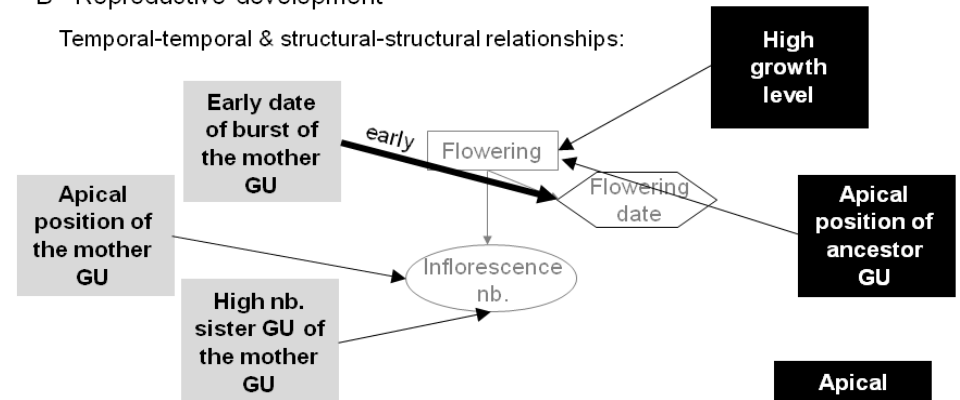 B - Reproductive development
Temporal-temporal & structural-structural relationships:
High
growth
level
Early date
of burst of
the mother
GU
early
Flowering
Flowering
date
Apical
position of
the mother
GU
Apical
position of
ancestor
GU
Inflorescence
nb.
High nb.
sister GU of
the mother
GU
Apical